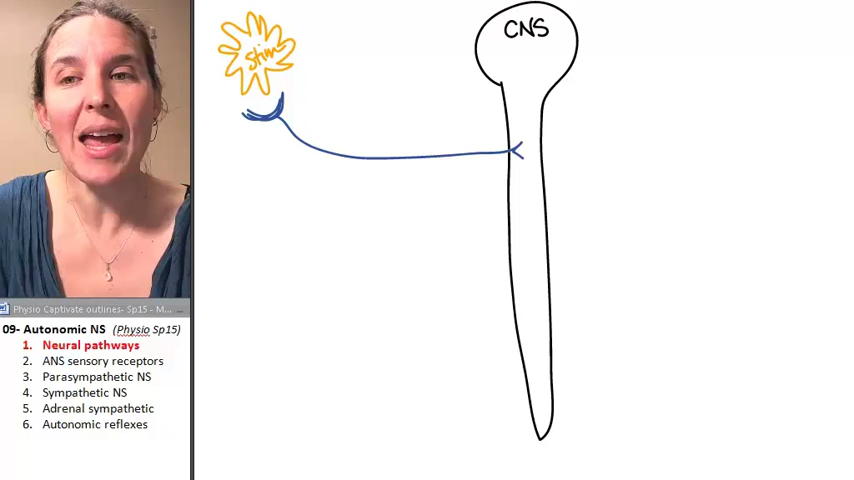 Stim
CNS
Physio Captivate outlines- Sp15 - M...
09- Autonomic NS (Physio Sp15)
1. Neural pathways
2. ANS sensory receptors
3. Parasympathetic NS
4. Sympathetic NS
5. Adrenal sympathetic
6. Autonomic reflexes